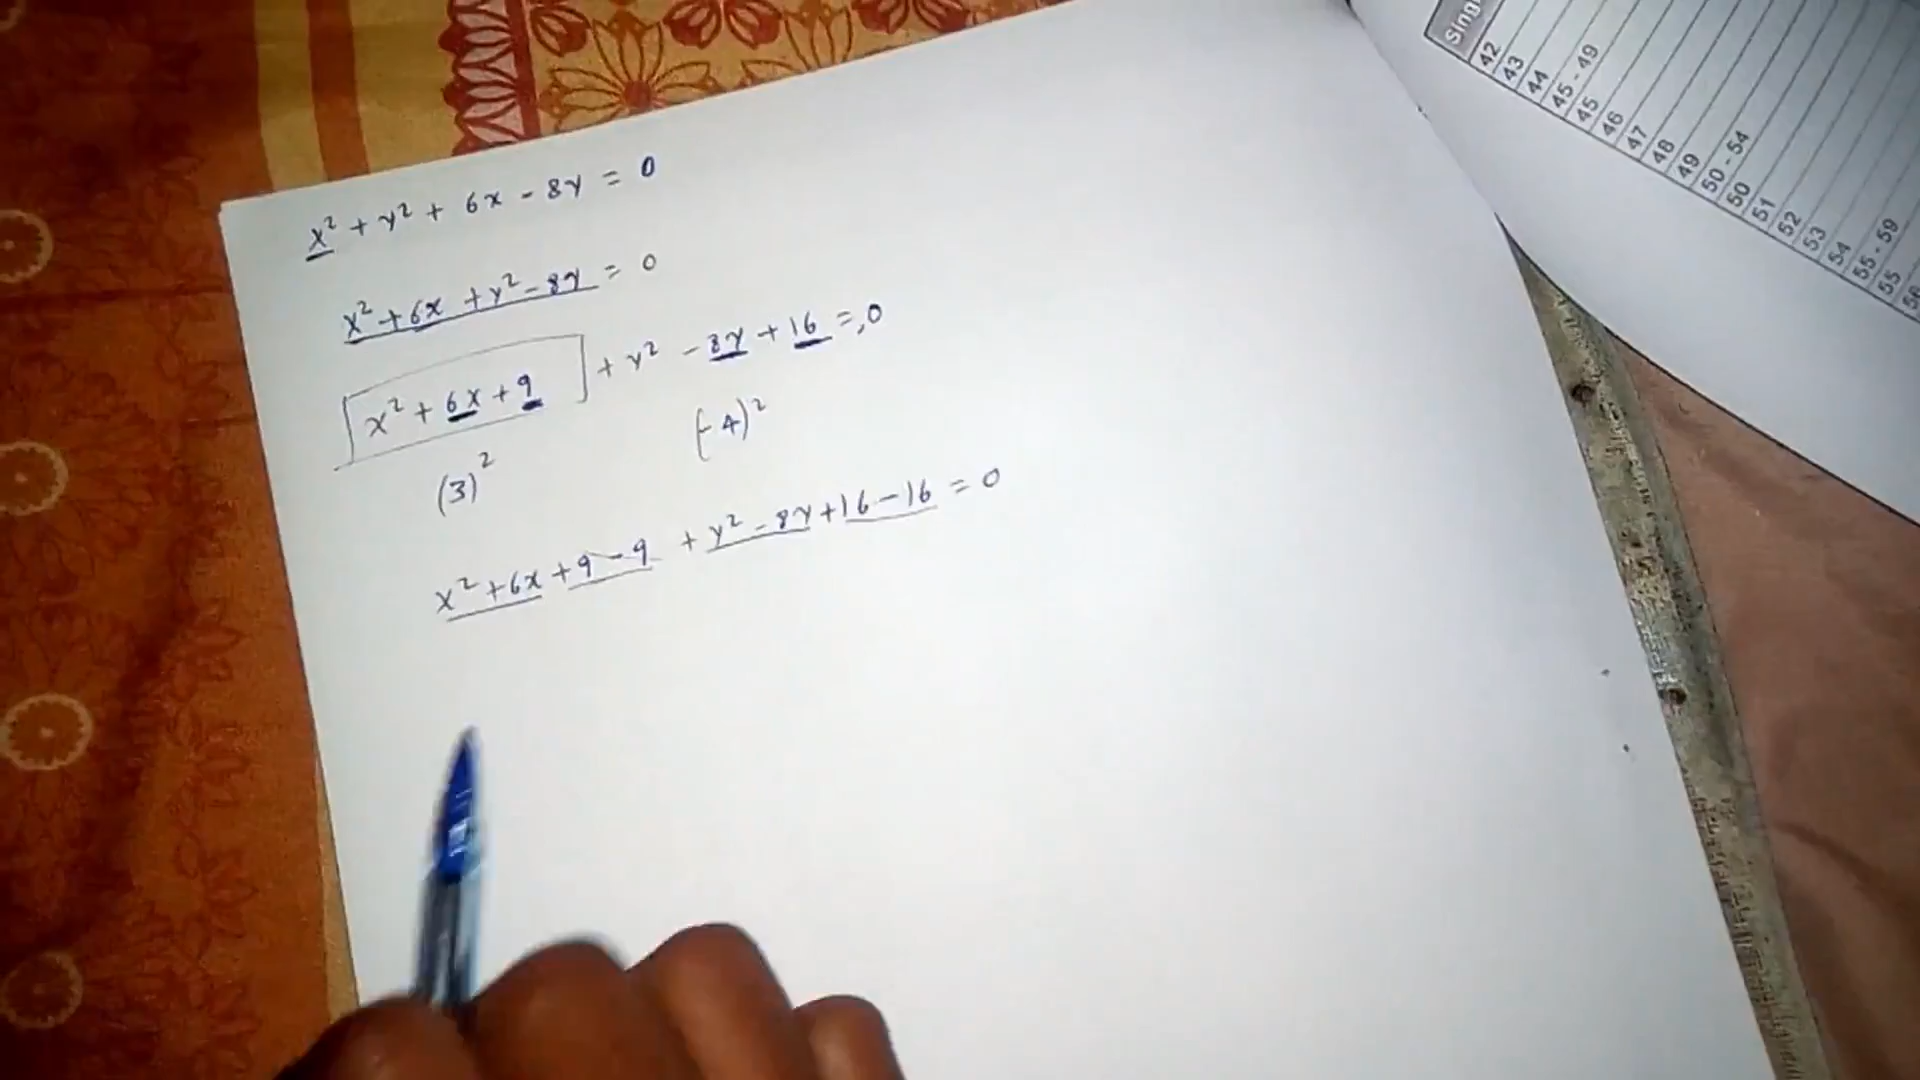 x² + y² + 6x - 8y = 0
x² + 6x + y² - 8y = 0
x² + 6x + 9 + y² - 8y + 16 = 0
(3)² (-4)²
x² + 6x + 9 - 9 + y² - 8y + 16 - 16 = 0
42
43
44
45 - 49
45
46
47
48
49
50 - 54
50
51
52
53
54
55 - 59
55